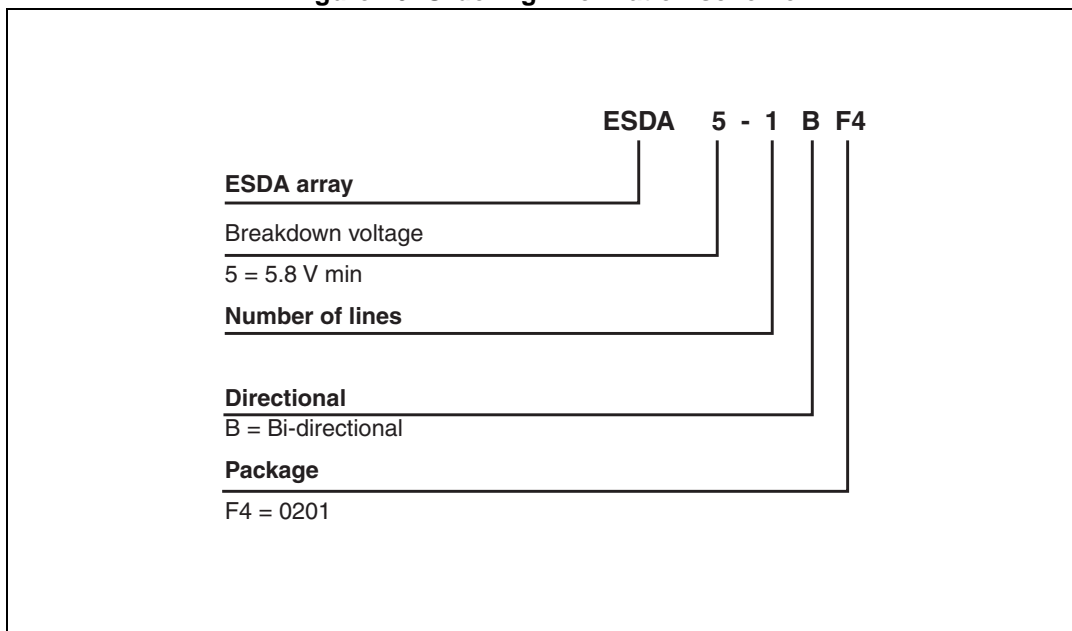 ESDA 5 - 1 B F4
ESDA array
Breakdown voltage
5 = 5.8 V min
Number of lines
Directional
B = Bi-directional
Package
F4 = 0201